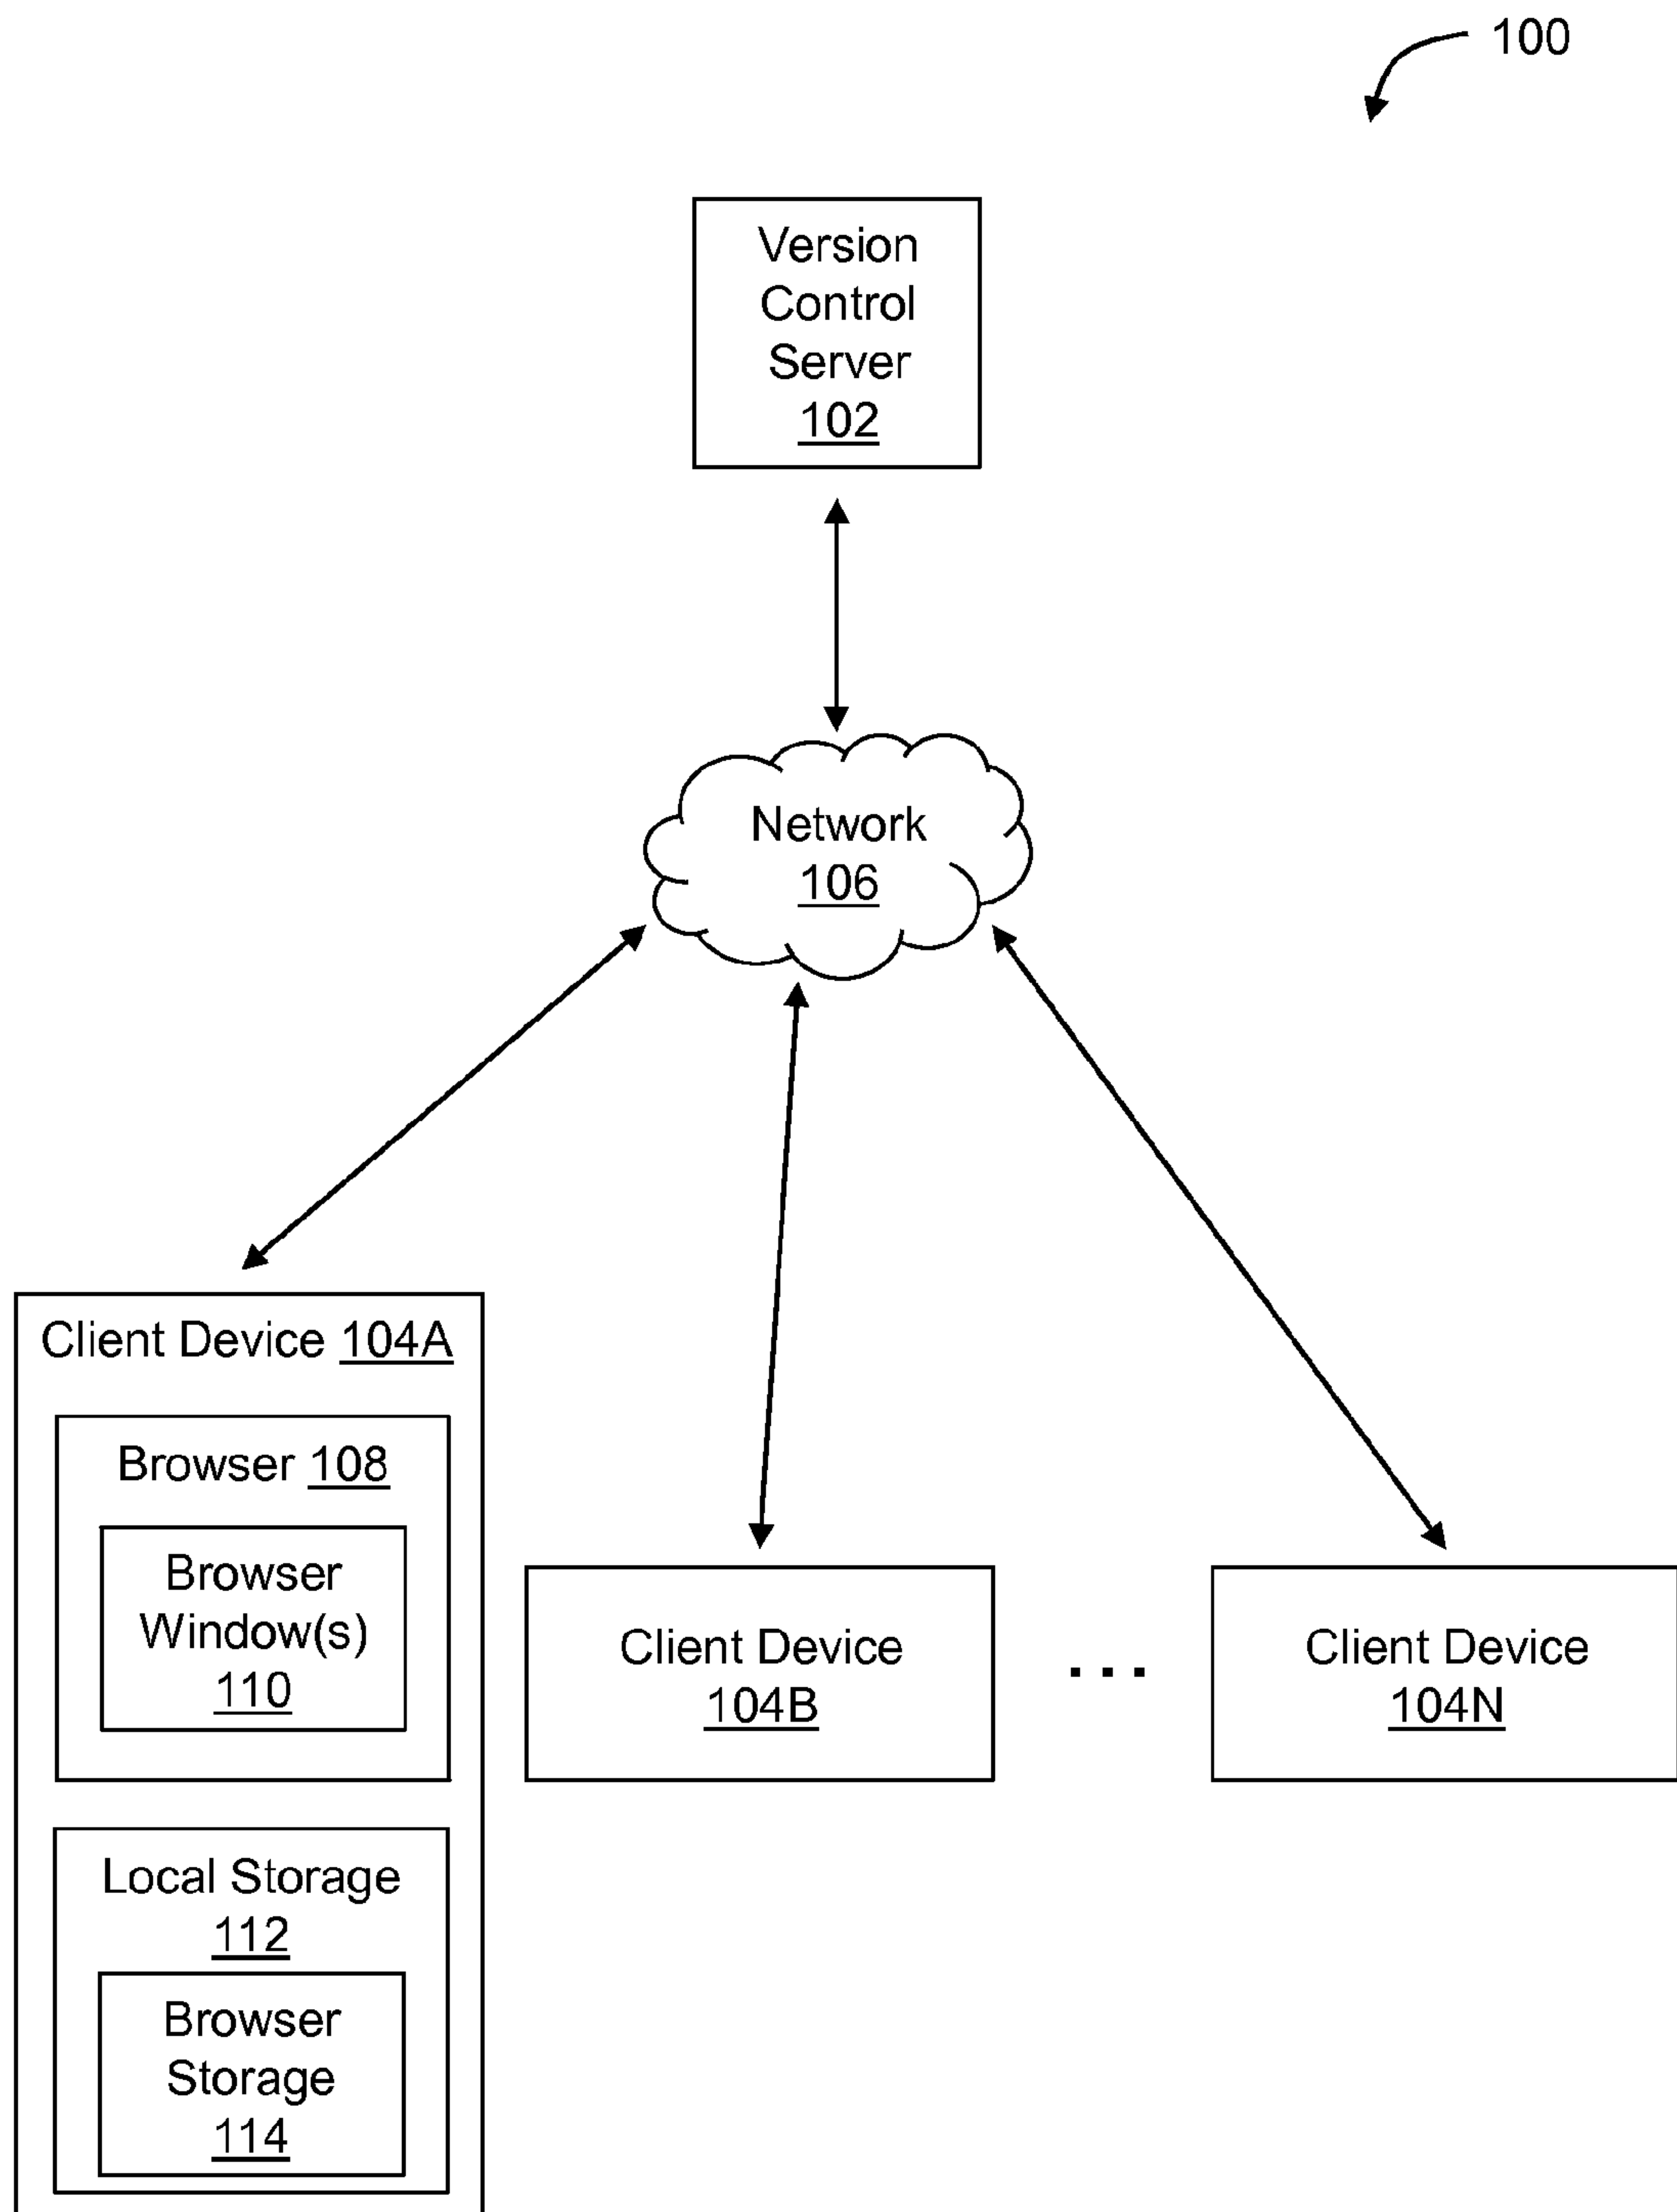 100
Version
Control
Server
102
Network
106
Client Device 104A
Browser 108
Browser
Window(s)
110
Local Storage
112
Browser
Storage
114
Client Device
104B
...
Client Device
104N